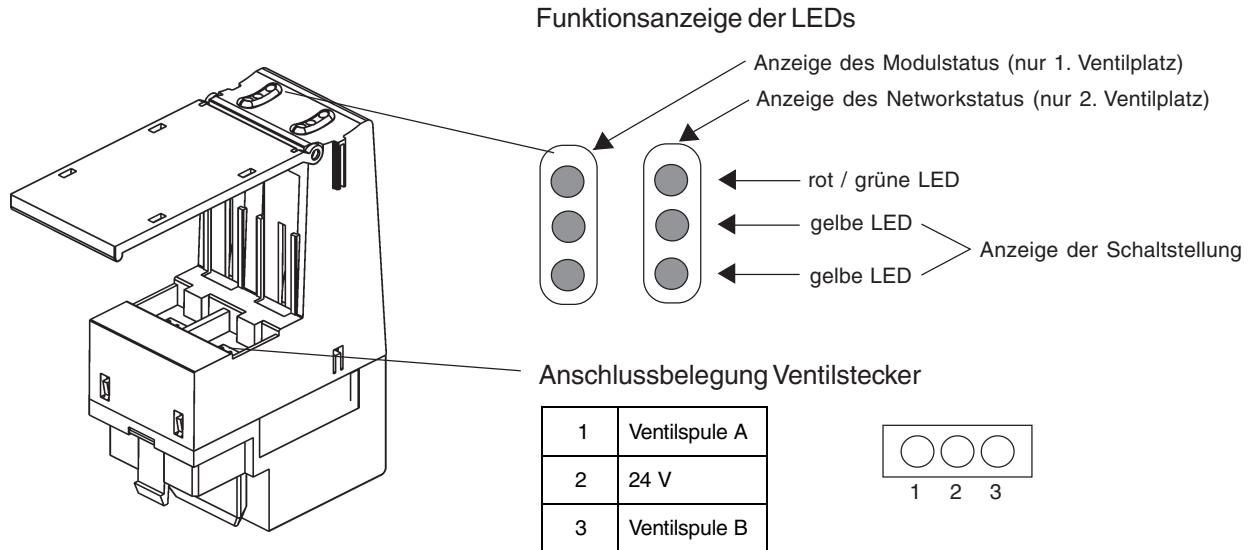 Funktionsanzeige der LEDs
Anzeige des Modulstatus (nur 1. Ventilplatz)
Anzeige des Networkstatus (nur 2. Ventilplatz)
rot / grüne LED
gelbe LED
Anzeige der Schaltstellung
gelbe LED
Anschlussbelegung Ventilstecker
1 Ventilspule A
2 24 V
3 Ventilspule B
1 2 3